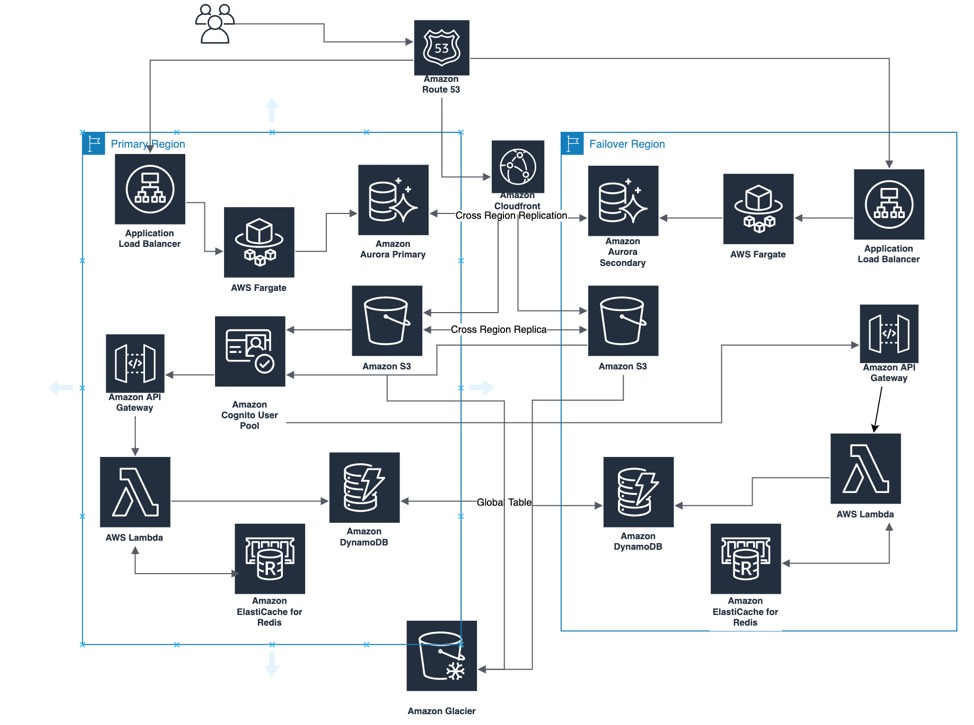 53
Amazon
Route 53
Primary Region
Failover Region
Application
Load Balancer
AWS Fargate
Amazon
Aurora Primary
Amazon
Cloudfront
Cross Region Replication
Amazon
Aurora
Secondary
AWS Fargate
Application
Load Balancer
Amazon S3
Cross Region Replica
Amazon S3
</>
Amazon API
Gateway
Amazon
Cognito User
Pool
</>
Amazon API
Gateway
AWS Lambda
Amazon
DynamoDB
Global Table
Amazon
DynamoDB
AWS Lambda
R
Amazon
ElastiCache for
Redis
R
Amazon
ElastiCache for
Redis
Amazon Glacier